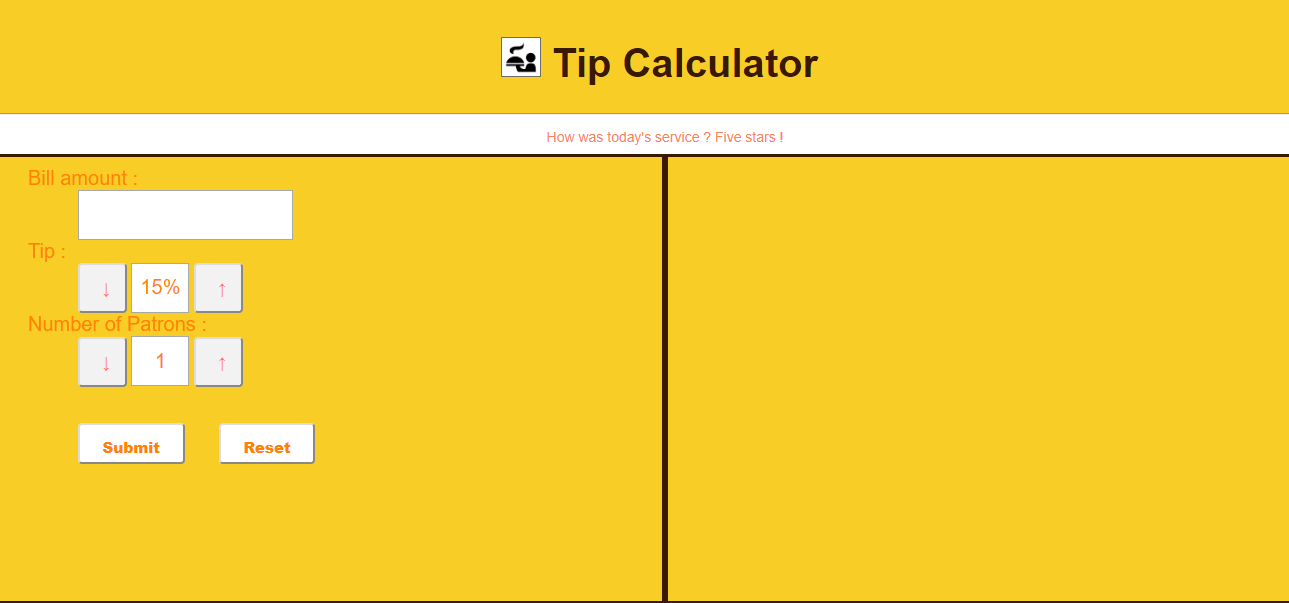 Tip Calculator
How was today's service ? Five stars !
Bill amount :
Tip :
↓ 15% ↑
Number of Patrons :
↓ 1 ↑
Submit Reset